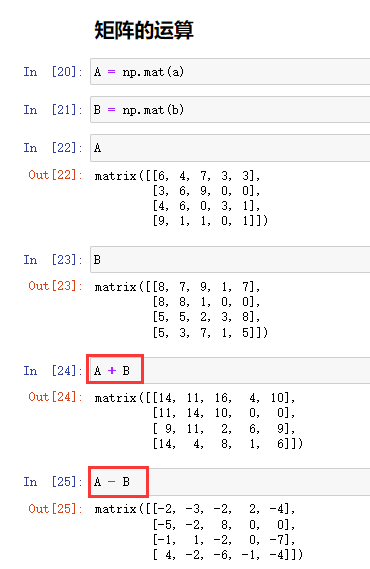 矩阵的运算
In [20]: A = np.mat(a)
In [21]: B = np.mat(b)
In [22]: A
Out[22]: matrix([[6, 4, 7, 3, 3],
[3, 6, 9, 0, 0],
[4, 6, 0, 3, 1],
[9, 1, 1, 0, 1]])
In [23]: B
Out[23]: matrix([[8, 7, 9, 1, 7],
[8, 8, 1, 0, 0],
[5, 5, 2, 3, 8],
[5, 3, 7, 1, 5]])
In [24]: A + B
Out[24]: matrix([[14, 11, 16, 4, 10],
[11, 14, 10, 0, 0],
[ 9, 11, 2, 6, 9],
[14, 4, 8, 1, 6]])
In [25]: A - B
Out[25]: matrix([[-2, -3, -2, 2, -4],
[-5, -2, 8, 0, 0],
[-1, 1, -2, 0, -7],
[ 4, -2, -6, -1, -4]])